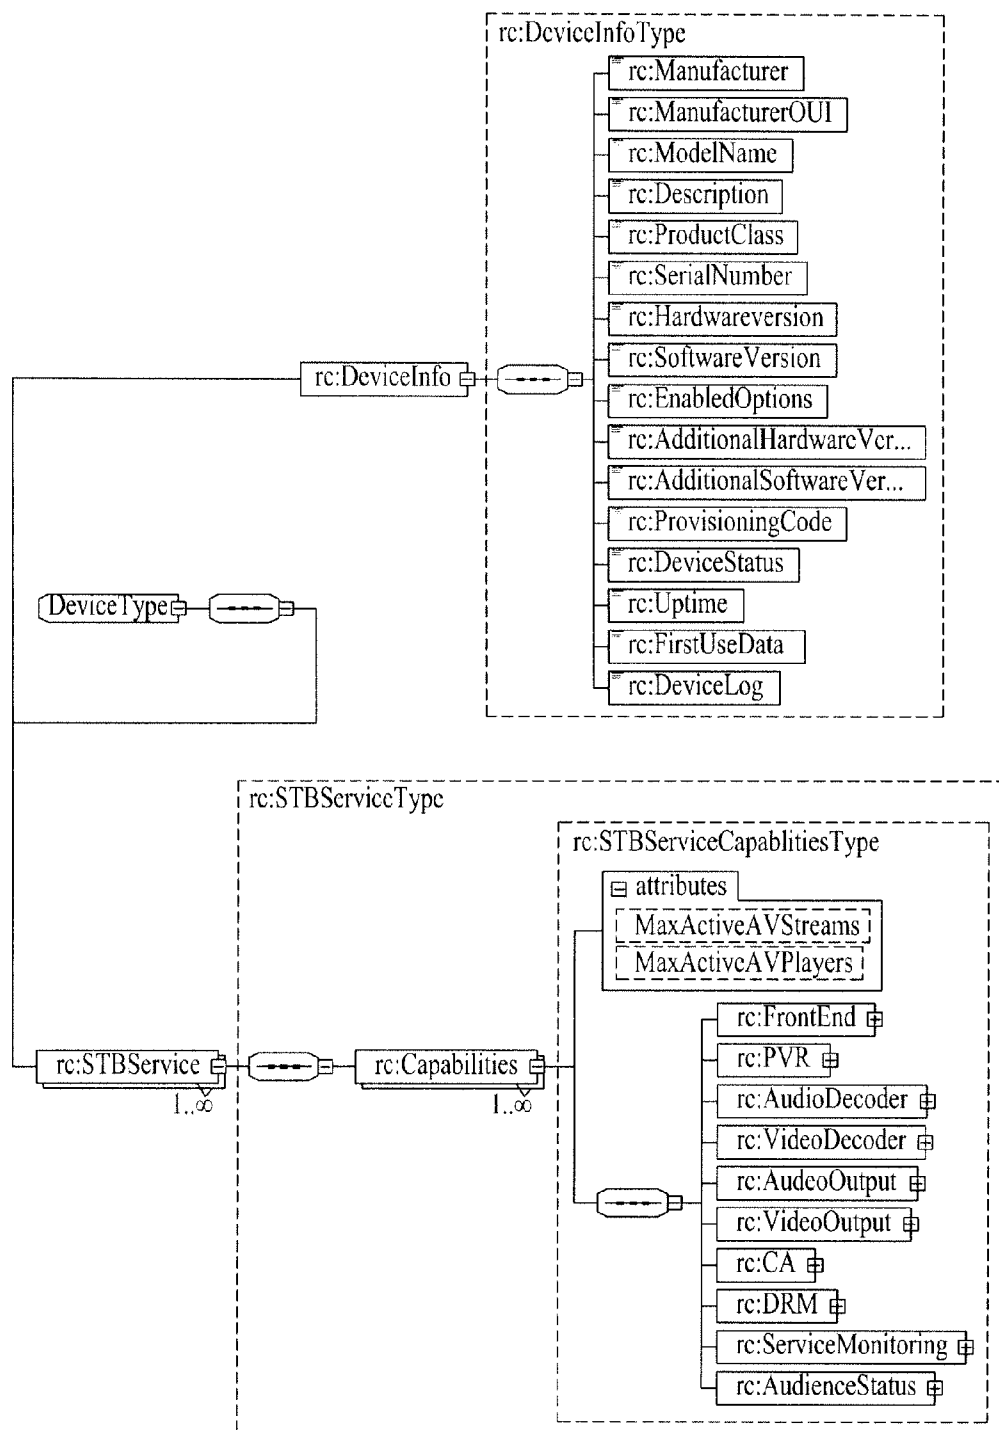 rc:DeviceInfoType
rc:Manufacturer
rc:ManufacturerOUI
rc:ModelName
rc:Description
rc:ProductClass
rc:SerialNumber
rc:Hardwareversion
rc:SoftwareVersion
rc:DeviceInfo
rc:EnabledOptions
rc:AdditionalHardwareVer...
rc:AdditionalSoftwareVer...
rc:ProvisioningCode
rc:DeviceStatus
DeviceType
rc:Uptime
rc:FirstUseData
rc:DeviceLog
rc:STBServiceType
rc:STBServiceCapablitiesType
attributes
MaxActiveAVStreams
MaxActiveAVPlayers
rc:STBService
1..∞
rc:Capabilities
1..∞
rc:FrontEnd
rc:PVR
rc:AudioDecoder
rc:VideoDecoder
rc:AudeoOutput
rc:VideoOutput
rc:CA
rc:DRM
rc:ServiceMonitoring
rc:AudienceStatus